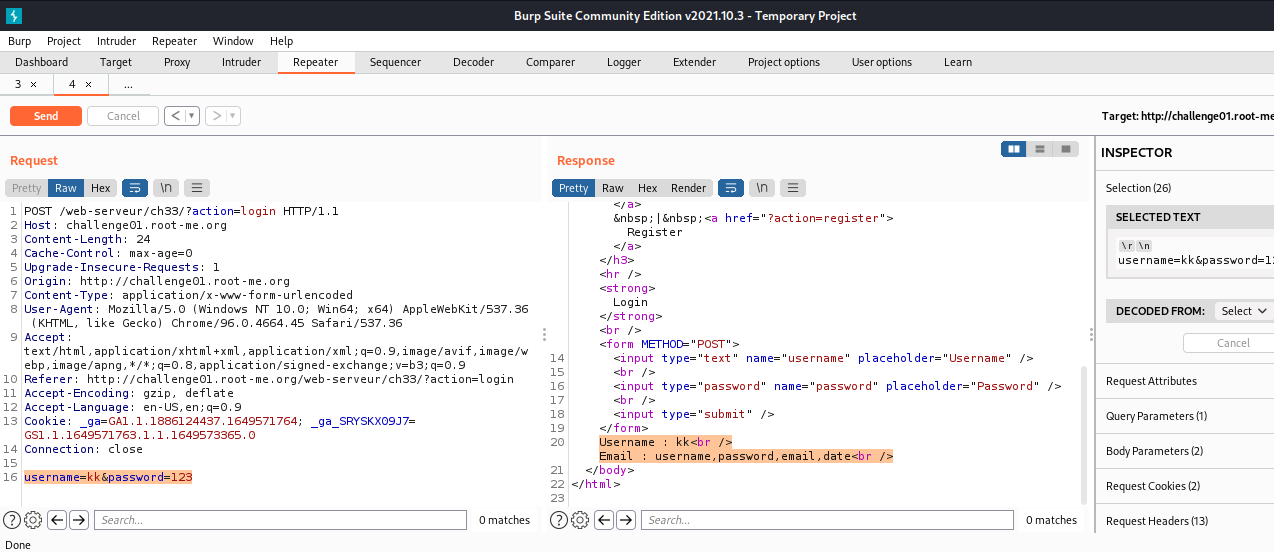 Burp Suite Community Edition v2021.10.3 - Temporary Project
Burp Project Intruder Repeater Window Help
Dashboard Target Proxy Intruder Repeater Sequencer Decoder Comparer Logger Extender Project options User options Learn
3 × 4 × ...
Send Cancel < > Target: http://challenge01.root-me
Request
Pretty Raw Hex \n
1 POST /web-serveur/ch33/?action=login HTTP/1.1
2 Host: challenge01.root-me.org
3 Content-Length: 24
4 Cache-Control: max-age=0
5 Upgrade-Insecure-Requests: 1
6 Origin: http://challenge01.root-me.org
7 Content-Type: application/x-www-form-urlencoded
8 User-Agent: Mozilla/5.0 (Windows NT 10.0; Win64; x64) AppleWebKit/537.36
(KHTML, like Gecko) Chrome/96.0.4664.45 Safari/537.36
9 Accept:
text/html,application/xhtml+xml,application/xml;q=0.9,image/avif,image/w
ebp,image/apng,*/*;q=0.8,application/signed-exchange;v=b3;q=0.9
10 Referer: http://challenge01.root-me.org/web-serveur/ch33/?action=login
11 Accept-Encoding: gzip, deflate
12 Accept-Language: en-US,en;q=0.9
13 Cookie: _ga=GA1.1.1886124437.1649571764; _ga_SRYSKX09J7=
GS1.1.1649571763.1.1.1649573365.0
14 Connection: close
15
16 username=kk&password=123
Search... 0 matches
Response
Pretty Raw Hex Render \n
</a>
&nbsp;|&nbsp;<a href="?action=register">
Register
</a>
</h3>
<hr />
<strong>
Login
</strong>
<br />
<form METHOD="POST">
14 <input type="text" name="username" placeholder="Username" />
15 <br />
16 <input type="password" name="password" placeholder="Password" />
17 <br />
18 <input type="submit" />
19 </form>
20 Username : kk<br />
Email : username,password,email,date<br />
21 </body>
22 </html>
23
Search... 0 matches
INSPECTOR
Selection (26)
SELECTED TEXT
\r \n
username=kk&password=12
DECODED FROM: Select
Cancel
Request Attributes
Query Parameters (1)
Body Parameters (2)
Request Cookies (2)
Request Headers (13)
Done